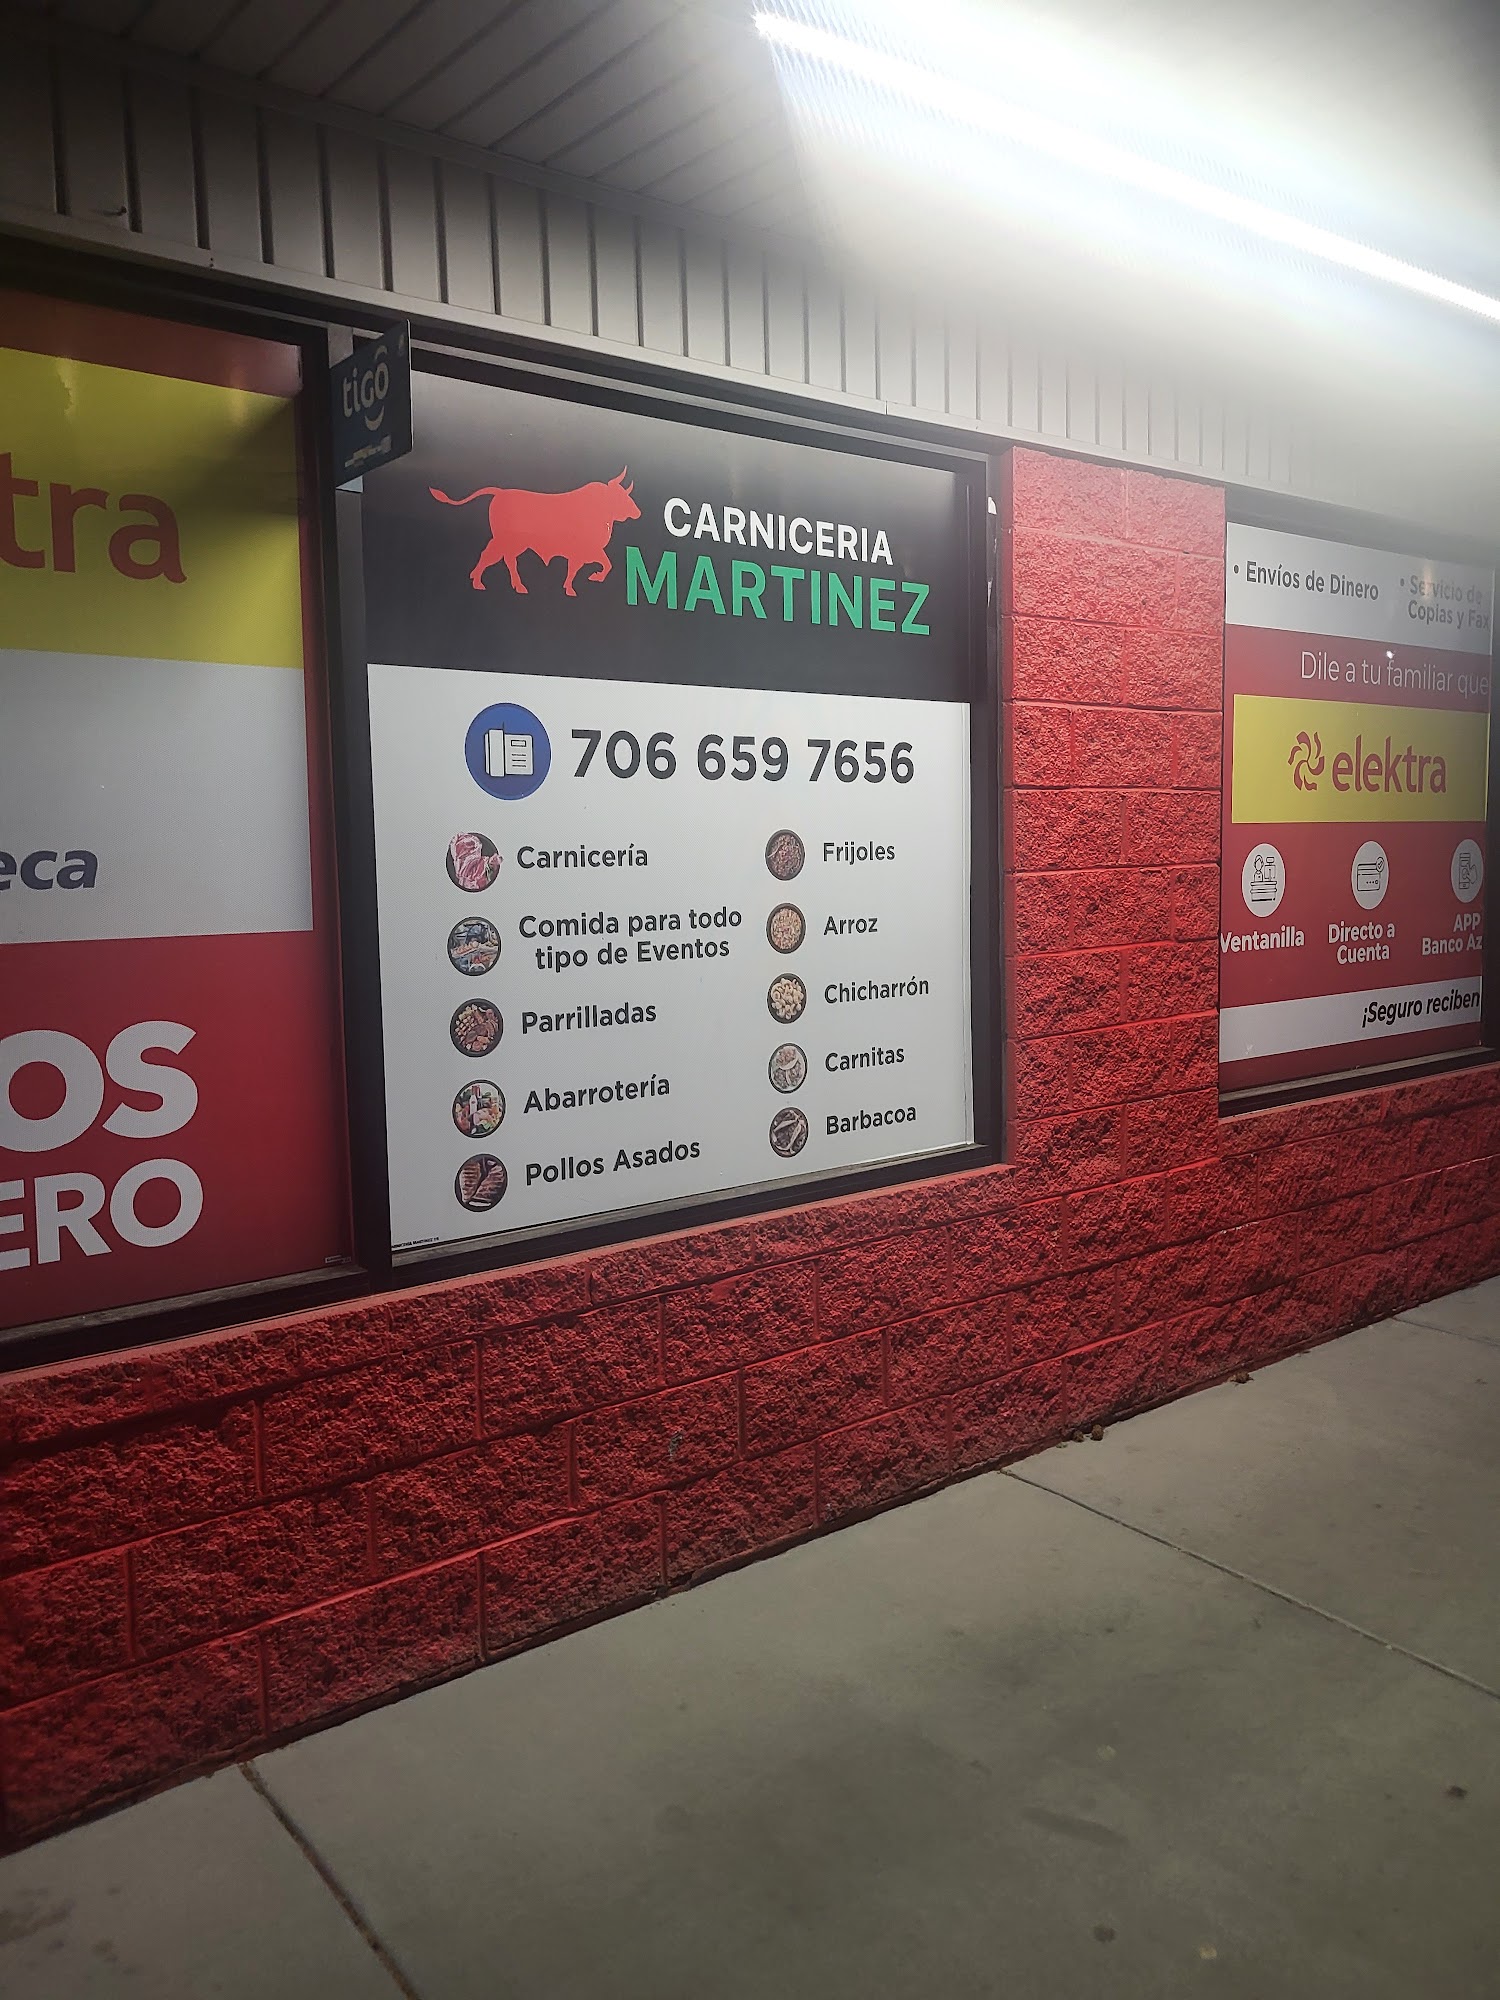 tra
eca
OS
ERO
tigo
CARNICERIA
MARTINEZ
706 659 7656
Carnicería
Comida para todo
tipo de Eventos
Parrilladas
Abarrotería
Pollos Asados
Frijoles
Arroz
Chicharrón
Carnitas
Barbacoa
• Envíos de Dinero
• Servicio de
Copias y Fax
Dile a tu familiar que
elektra
Ventanilla
Directo a
Cuenta
APP
Banco Az
¡Seguro reciben